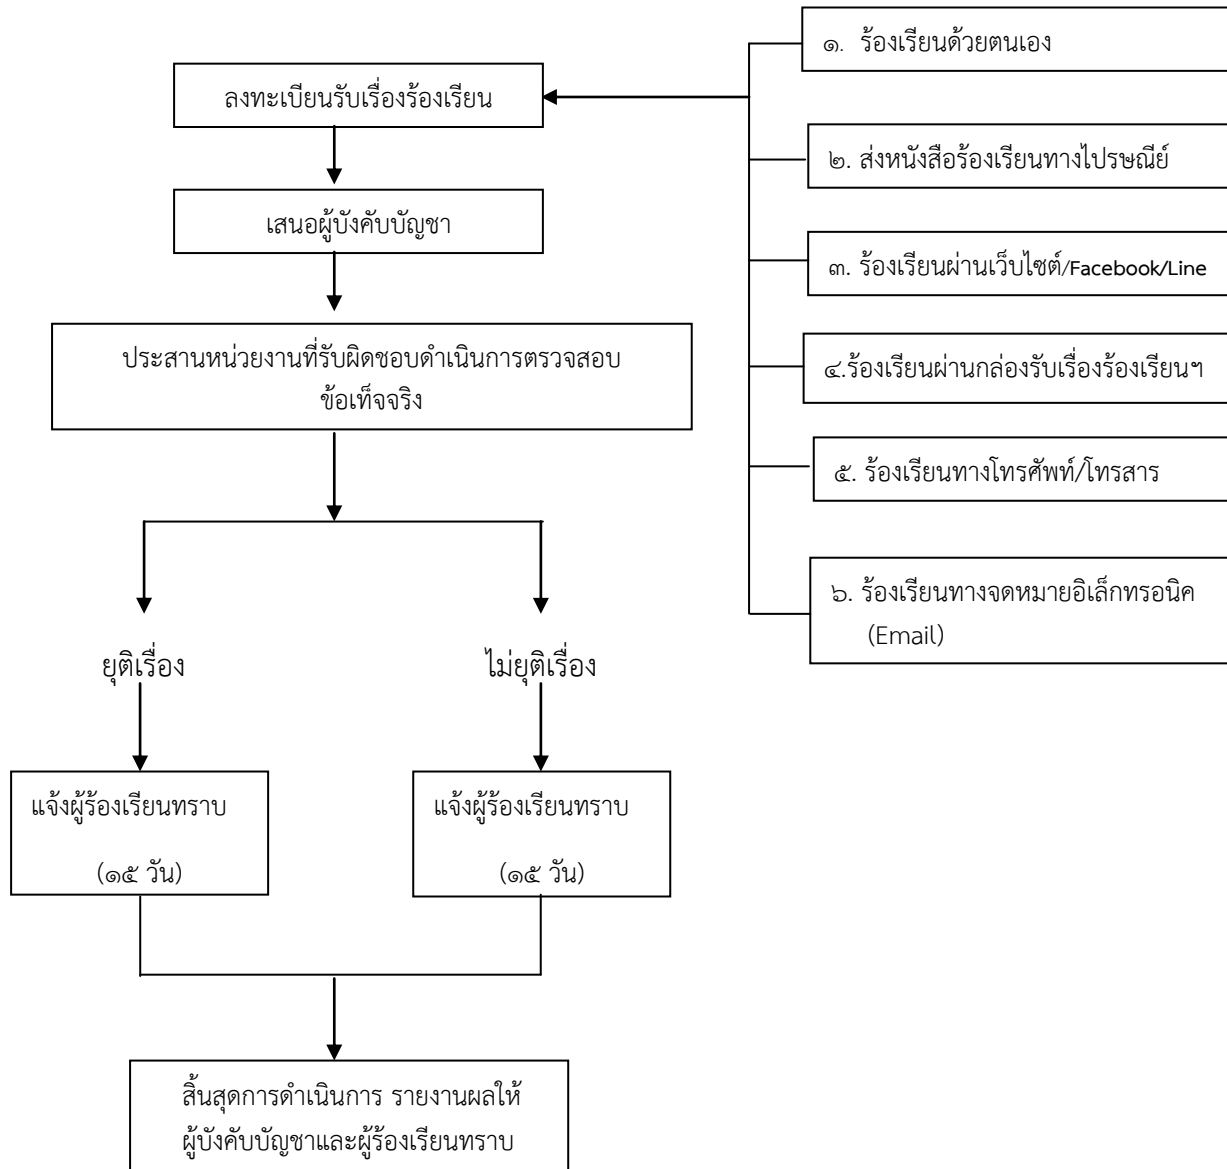 ๑. ร้องเรียนด้วยตนเอง
ลงทะเบียนรับเรื่องร้องเรียน
๒. ส่งหนังสือร้องเรียนทางไปรษณีย์
เสนอผู้บังคับบัญชา
๓. ร้องเรียนผ่านเว็บไซต์/Facebook/Line
ประสานหน่วยงานที่รับผิดชอบดำเนินการตรวจสอบ
ข้อเท็จจริง
๔.ร้องเรียนผ่านกล่องรับเรื่องร้องเรียนฯ
๕. ร้องเรียนทางโทรศัพท์/โทรสาร
๖. ร้องเรียนทางจดหมายอิเล็กทรอนิค
(Email)
ยุติเรื่อง
ไม่ยุติเรื่อง
แจ้งผู้ร้องเรียนทราบ
(๑๕ วัน)
แจ้งผู้ร้องเรียนทราบ
(๑๕ วัน)
สิ้นสุดการดำเนินการ รายงานผลให้
ผู้บังคับบัญชาและผู้ร้องเรียนทราบ